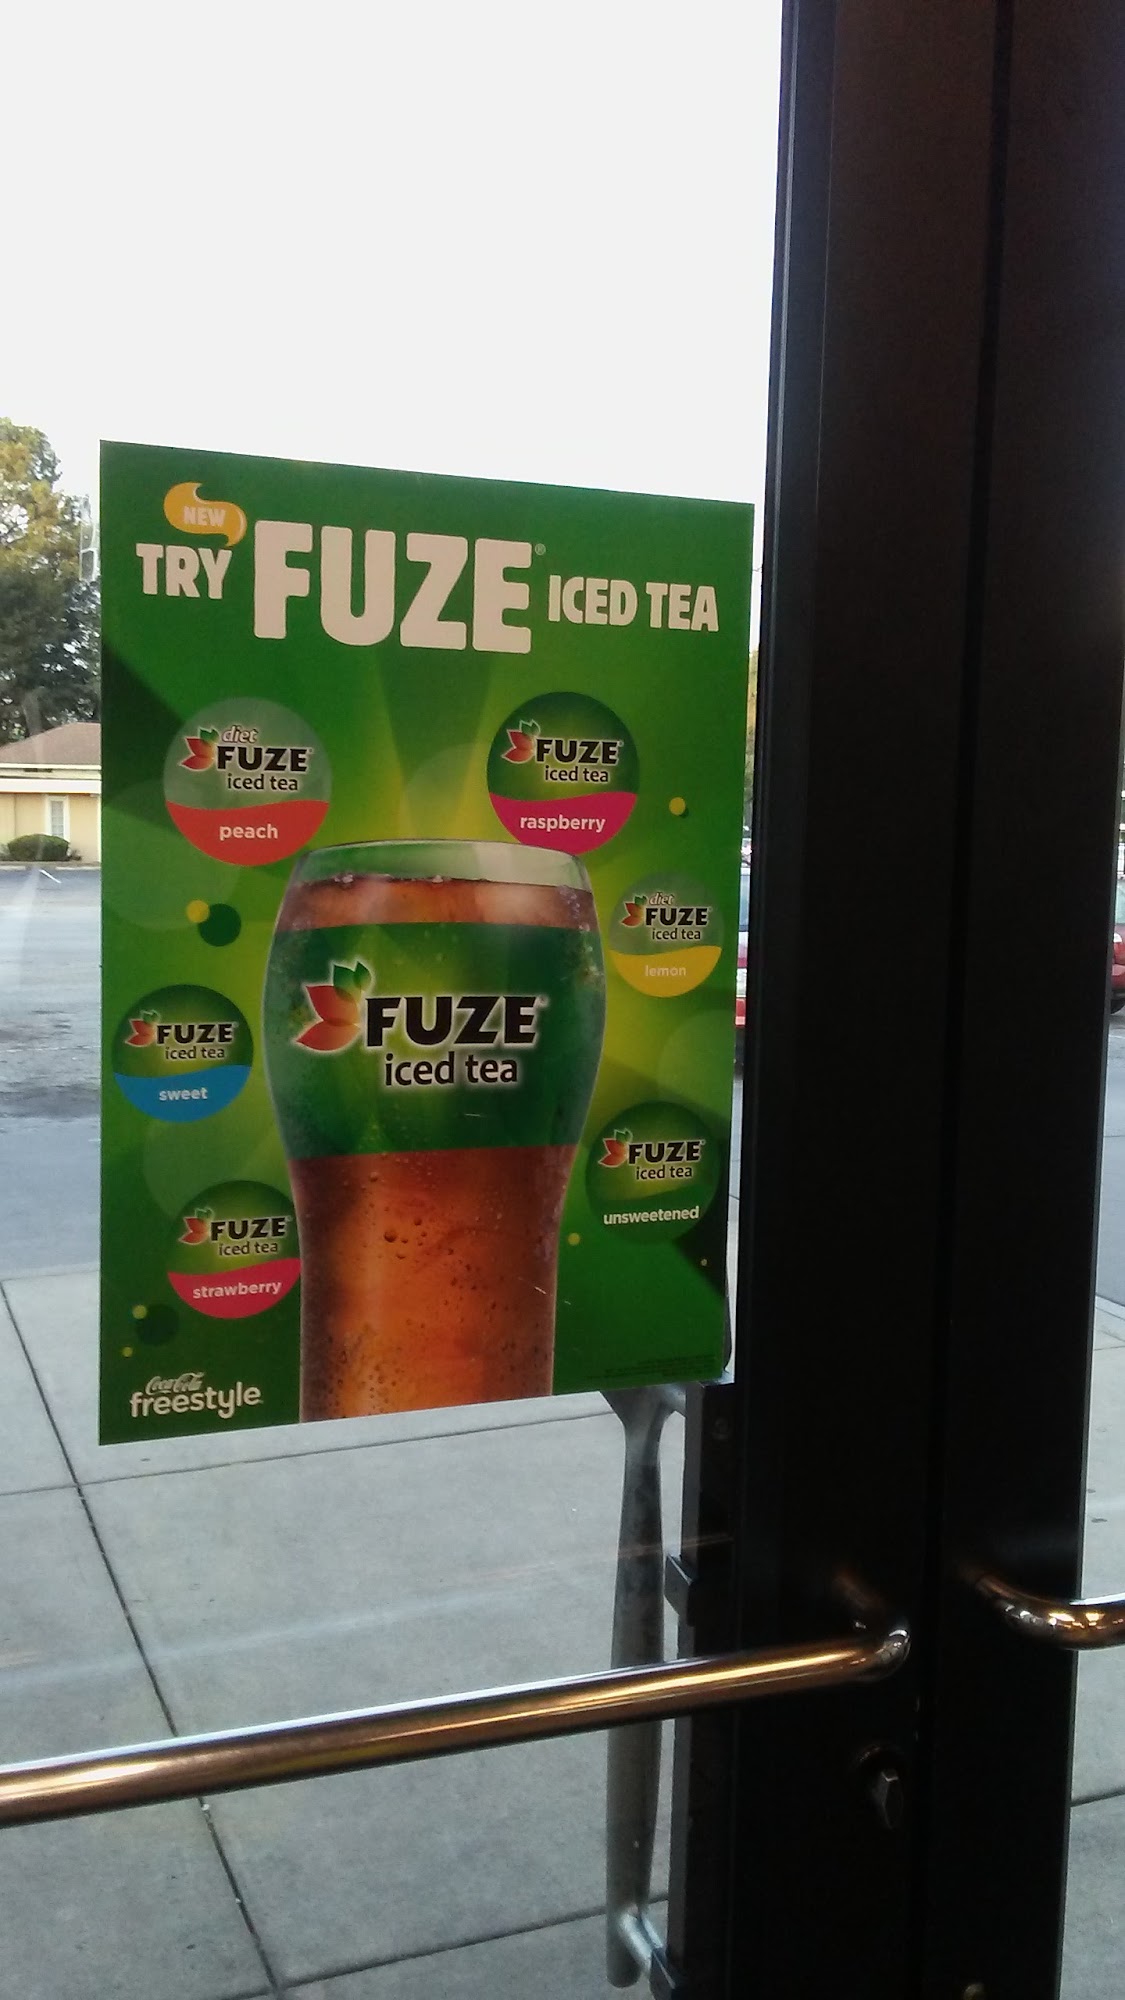 NEW
TRY FUZE® ICED TEA
diet
FUZE
iced tea
peach
FUZE
iced tea
raspberry
diet
FUZE
iced tea
lemon
FUZE
iced tea
FUZE
iced tea
sweet
FUZE
iced tea
unsweetened
FUZE
iced tea
strawberry
Coca-Cola
freestyle